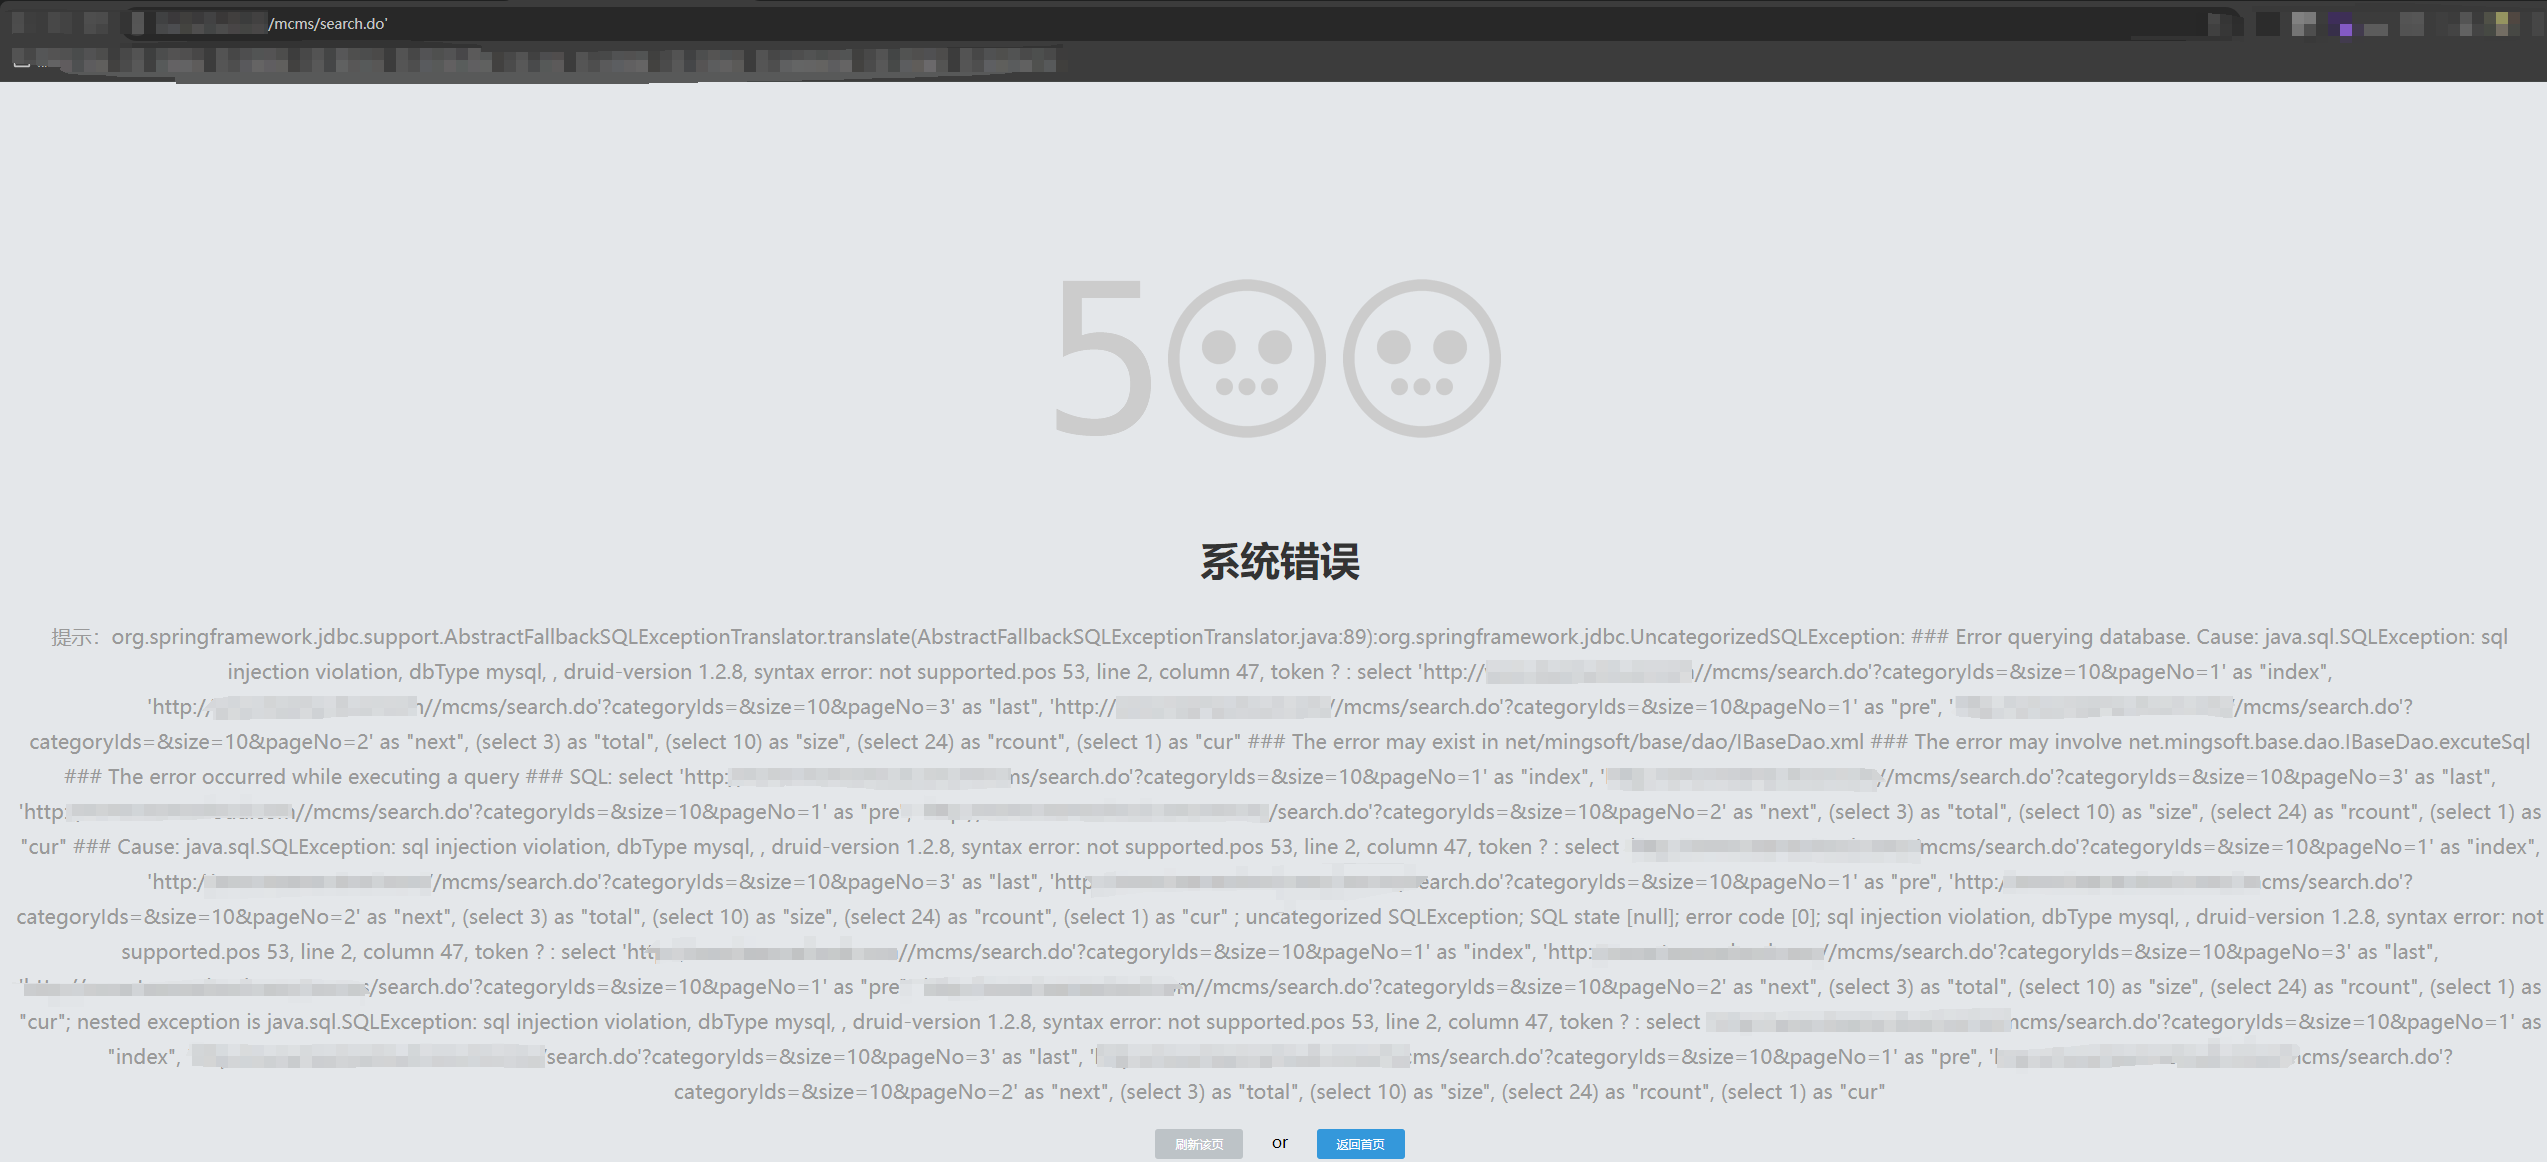 /mcms/search.do'
500
系统错误
提示：org.springframework.jdbc.support.AbstractFallbackSQLExceptionTranslator.translate(AbstractFallbackSQLExceptionTranslator.java:89):org.springframework.jdbc.UncategorizedSQLException: ### Error querying database. Cause: java.sql.SQLException: sql
injection violation, dbType mysql, , druid-version 1.2.8, syntax error: not supported.pos 53, line 2, column 47, token ? : select 'http:// //mcms/search.do'?categoryIds=&size=10&pageNo=1' as "index",
'http:// //mcms/search.do'?categoryIds=&size=10&pageNo=3' as "last", 'http:// //mcms/search.do'?categoryIds=&size=10&pageNo=1' as "pre", ' /mcms/search.do'?
categoryIds=&size=10&pageNo=2' as "next", (select 3) as "total", (select 10) as "size", (select 24) as "rcount", (select 1) as "cur" ### The error may exist in net/mingsoft/base/dao/IBaseDao.xml ### The error may involve net.mingsoft.base.dao.IBaseDao.excuteSql
### The error occurred while executing a query ### SQL: select 'http: ms/search.do'?categoryIds=&size=10&pageNo=1' as "index", ' //mcms/search.do'?categoryIds=&size=10&pageNo=3' as "last",
'http: //mcms/search.do'?categoryIds=&size=10&pageNo=1' as "pre", /search.do'?categoryIds=&size=10&pageNo=2' as "next", (select 3) as "total", (select 10) as "size", (select 24) as "rcount", (select 1) as
"cur" ### Cause: java.sql.SQLException: sql injection violation, dbType mysql, , druid-version 1.2.8, syntax error: not supported.pos 53, line 2, column 47, token ? : select mcms/search.do'?categoryIds=&size=10&pageNo=1' as "index",
'http:/ /mcms/search.do'?categoryIds=&size=10&pageNo=3' as "last", 'http earch.do'?categoryIds=&size=10&pageNo=1' as "pre", 'http:/ cms/search.do'?
categoryIds=&size=10&pageNo=2' as "next", (select 3) as "total", (select 10) as "size", (select 24) as "rcount", (select 1) as "cur" ; uncategorized SQLException; SQL state [null]; error code [0]; sql injection violation, dbType mysql, , druid-version 1.2.8, syntax error: not
supported.pos 53, line 2, column 47, token ? : select 'htt //mcms/search.do'?categoryIds=&size=10&pageNo=1' as "index", 'http: //mcms/search.do'?categoryIds=&size=10&pageNo=3' as "last",
/search.do'?categoryIds=&size=10&pageNo=1' as "pre" m//mcms/search.do'?categoryIds=&size=10&pageNo=2' as "next", (select 3) as "total", (select 10) as "size", (select 24) as "rcount", (select 1) as
"cur"; nested exception is java.sql.SQLException: sql injection violation, dbType mysql, , druid-version 1.2.8, syntax error: not supported.pos 53, line 2, column 47, token ? : select mcms/search.do'?categoryIds=&size=10&pageNo=1' as
"index", /search.do'?categoryIds=&size=10&pageNo=3' as "last", ' cms/search.do'?categoryIds=&size=10&pageNo=1' as "pre", ' mcms/search.do'?
categoryIds=&size=10&pageNo=2' as "next", (select 3) as "total", (select 10) as "size", (select 24) as "rcount", (select 1) as "cur"
刷新该页 or 返回首页